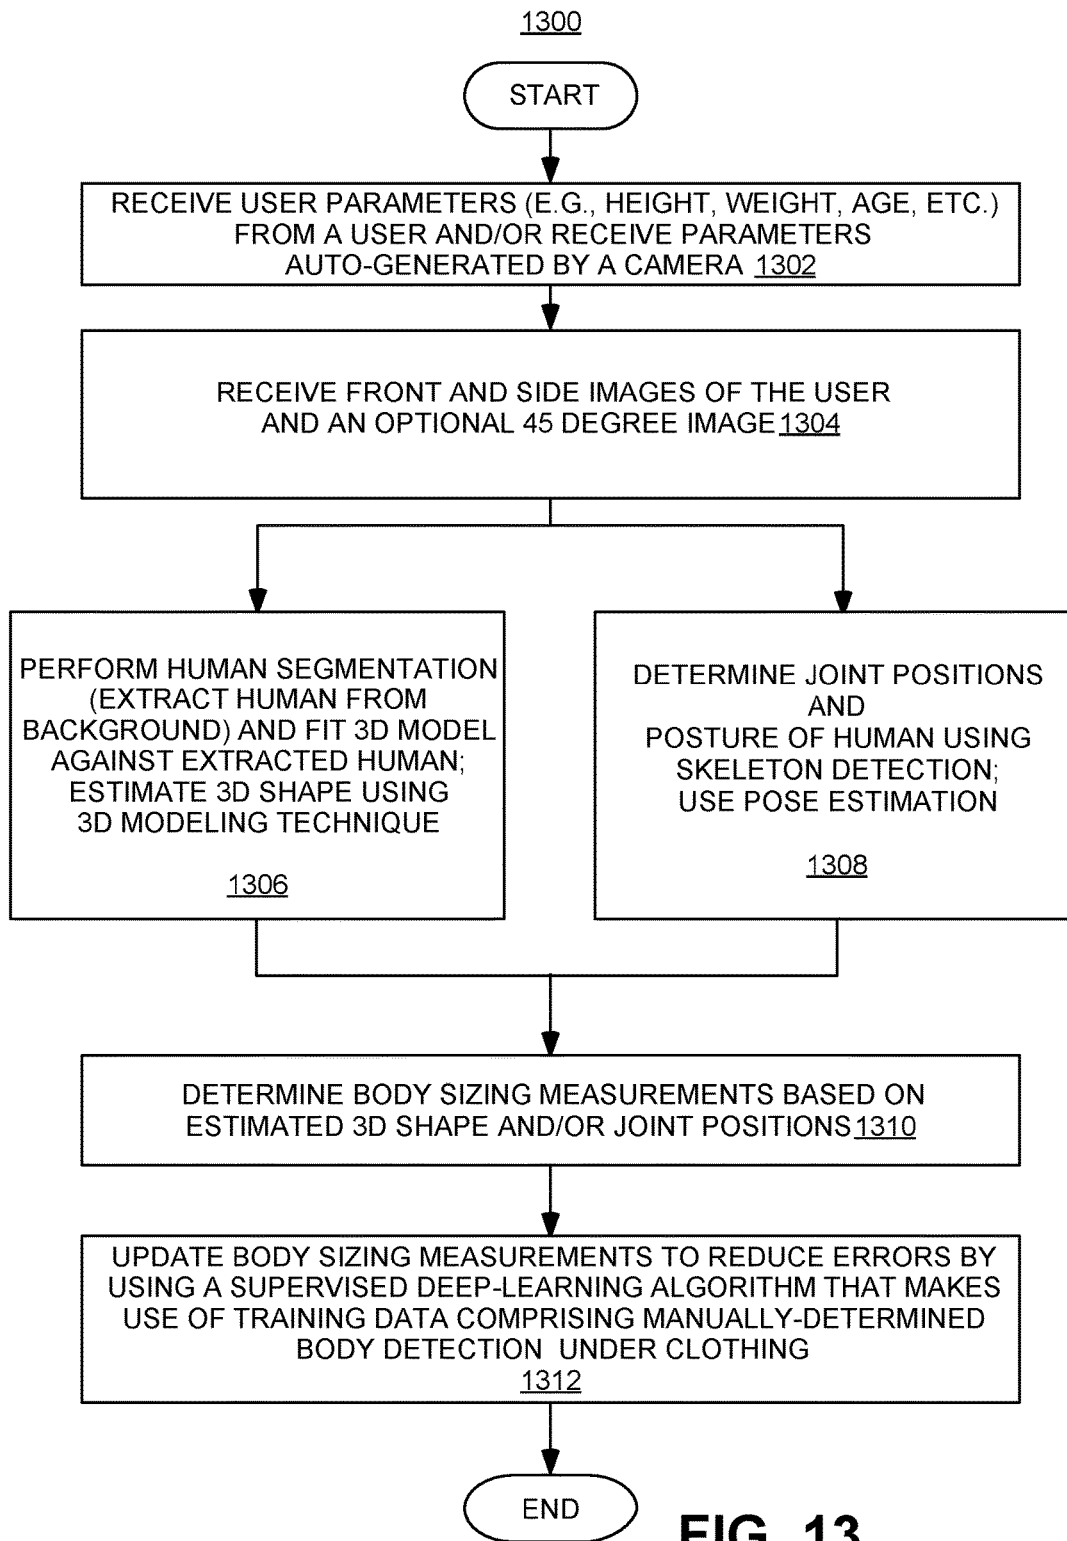 1300
START
RECEIVE USER PARAMETERS (E.G., HEIGHT, WEIGHT, AGE, ETC.)
FROM A USER AND/OR RECEIVE PARAMETERS
AUTO-GENERATED BY A CAMERA 1302
RECEIVE FRONT AND SIDE IMAGES OF THE USER
AND AN OPTIONAL 45 DEGREE IMAGE 1304
PERFORM HUMAN SEGMENTATION
(EXTRACT HUMAN FROM
BACKGROUND) AND FIT 3D MODEL
AGAINST EXTRACTED HUMAN;
ESTIMATE 3D SHAPE USING
3D MODELING TECHNIQUE
1306
DETERMINE JOINT POSITIONS
AND
POSTURE OF HUMAN USING
SKELETON DETECTION;
USE POSE ESTIMATION
1308
DETERMINE BODY SIZING MEASUREMENTS BASED ON
ESTIMATED 3D SHAPE AND/OR JOINT POSITIONS 1310
UPDATE BODY SIZING MEASUREMENTS TO REDUCE ERRORS BY
USING A SUPERVISED DEEP-LEARNING ALGORITHM THAT MAKES
USE OF TRAINING DATA COMPRISING MANUALLY-DETERMINED
BODY DETECTION UNDER CLOTHING
1312
END
FIG. 13